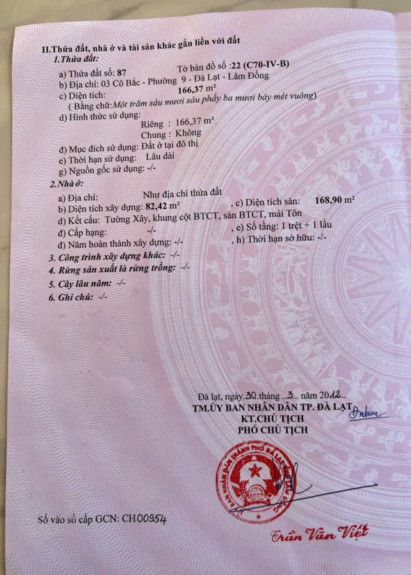 II.Thửa đất, nhà ở và tài sản khác gắn liền với đất
1.Thửa đất:
a) Thửa đất số: 87 Tờ bản đồ số :22 (C70-IV-B)
b) Địa chỉ: 03 Cô Bắc - Phường 9 - Đà Lạt - Lâm Đồng
c) Diện tích: 166,37 m²
( Bằng chữ:Một trăm sáu mươi sáu phẩy ba mươi bảy mét vuông)
d) Hình thức sử dụng:
Riêng : 166,37 m²
Chung : Không
đ) Mục đích sử dụng: Đất ở tại đô thị
e) Thời hạn sử dụng: Lâu dài
g) Nguồn gốc sử dụng: -/-
2.Nhà ở:
a) Địa chỉ: Như địa chỉ thửa đất
b) Diện tích xây dựng: 82,42 m² , c) Diện tích sàn: 168,90 m²
d) Kết cấu: Tường Xây, khung cột BTCT, sàn BTCT, mái Tôn
đ) Cấp hạng: -/- , e) Số tầng: 1 trệt + 1 lầu
đ) Năm hoàn thành xây dựng: -/- , h) Thời hạn sở hữu: -/-
3. Công trình xây dựng khác: -/-
4. Rừng sản xuất là rừng trồng: -/-
5. Cây lâu năm: -/-
6. Ghi chú: -/-
Đà lạt, ngày 30 tháng 3 năm 2012
TM.ỦY BAN NHÂN DÂN TP. ĐÀ LẠT
KT.CHỦ TỊCH
PHÓ CHỦ TỊCH
Số vào sổ cấp GCN: CH00954
Trần Văn Việt